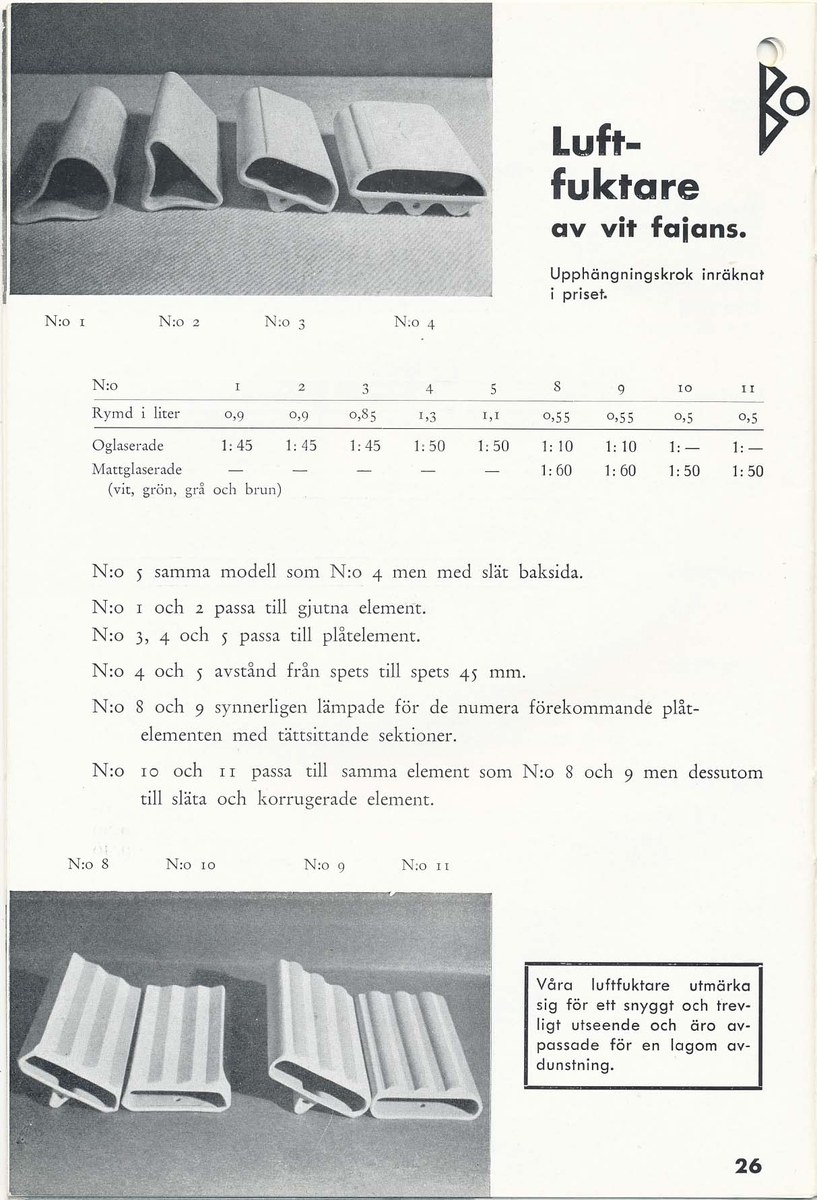 BO
Luft-
fuktare
av vit fajans.
Upphängningskrok inräknat
i priset.
N:o 1 N:o 2 N:o 3 N:o 4
N:o 1 2 3 4 5 8 9 10 11
Rymd i liter 0,9 0,9 0,85 1,3 1,1 0,55 0,55 0,5 0,5
Oglaserade 1: 45 1: 45 1: 45 1: 50 1: 50 1: 10 1: 10 1: — 1: —
Mattglaserade — — — — — 1: 60 1: 60 1: 50 1: 50
(vit, grön, grå och brun)
N:o 5 samma modell som N:o 4 men med slät baksida.
N:o 1 och 2 passa till gjutna element.
N:o 3, 4 och 5 passa till plåtelement.
N:o 4 och 5 avstånd från spets till spets 45 mm.
N:o 8 och 9 synnerligen lämpade för de numera förekommande plåt-
elementen med tättsittande sektioner.
N:o 10 och 11 passa till samma element som N:o 8 och 9 men dessutom
till släta och korrugerade element.
N:o 8 N:o 10 N:o 9 N:o 11
Våra luftfuktare utmärka
sig för ett snyggt och trev-
ligt utseende och äro av-
passade för en lagom av-
dunstning.
26